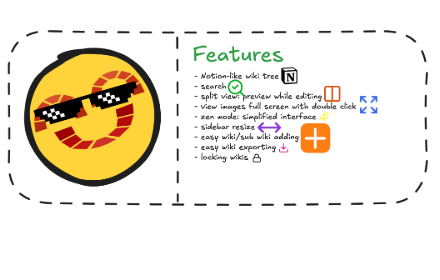 Features
- Notion-like wiki tree
- search
- split view: preview while editing
- view images full screen with double click
- zen mode: simplified interface
- sidebar resize
- easy wiki/sub wiki adding
- easy wiki exporting
- locking wikis